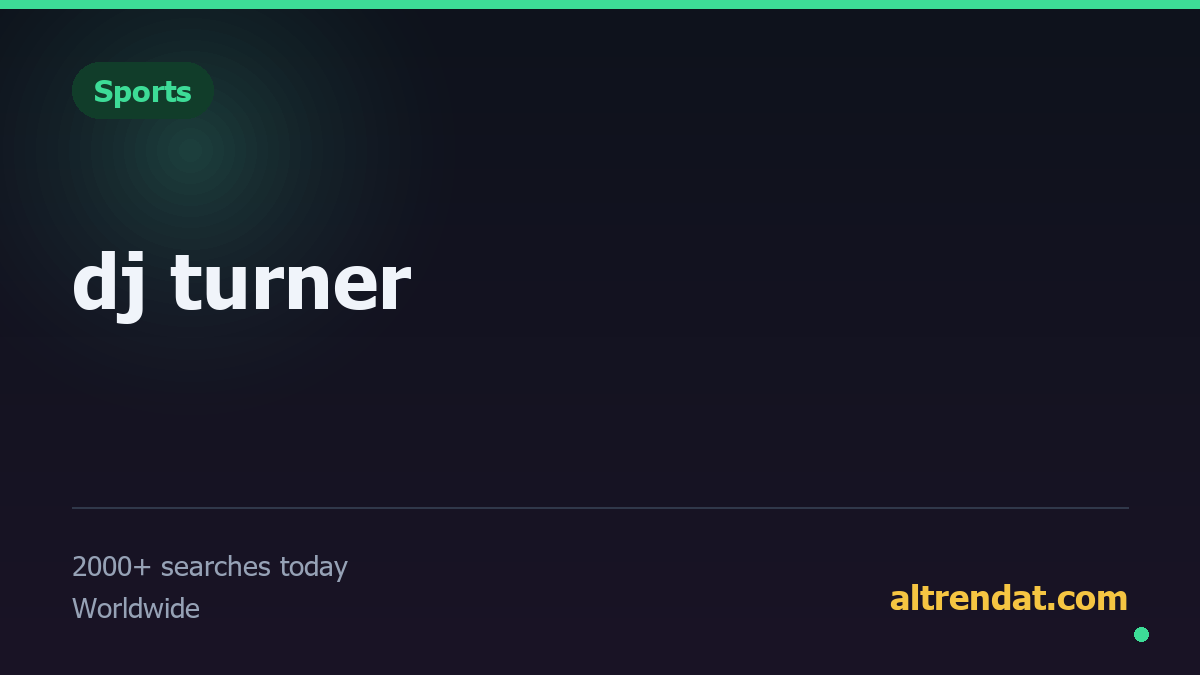 Sports
dj turner
2000+ searches today
Worldwide
altrendat.com